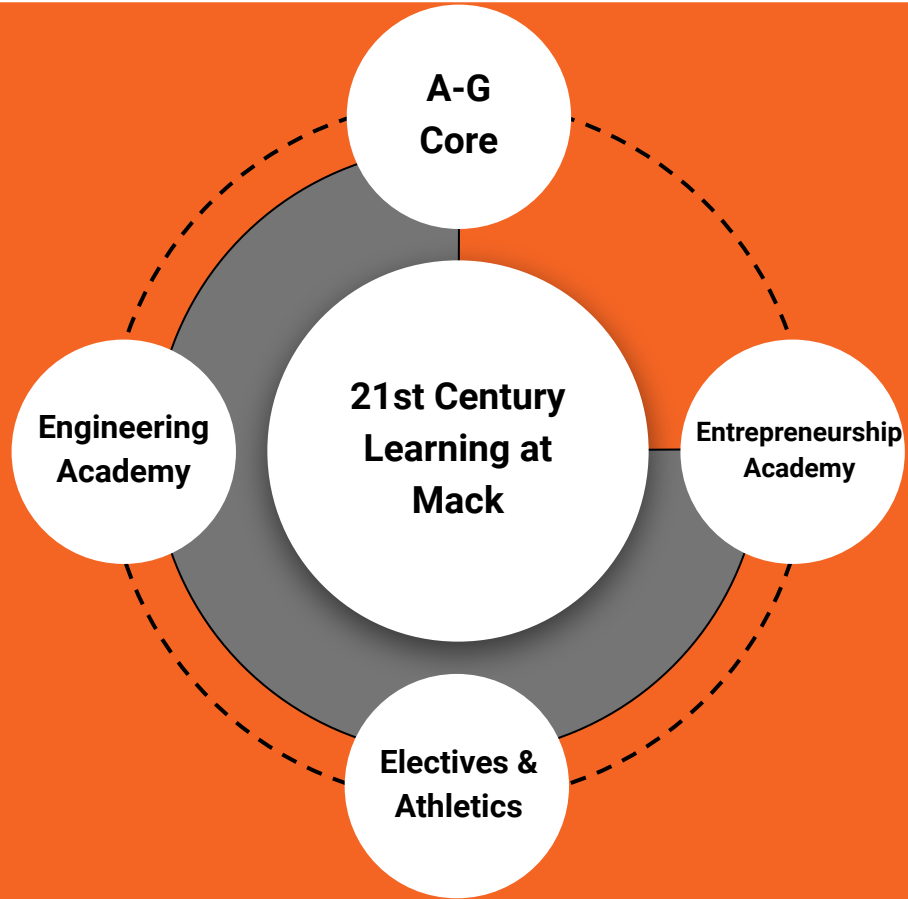 A-G
Core
21st Century
Learning at
Mack
Engineering
Academy
Entrepreneurship
Academy
Electives &
Athletics